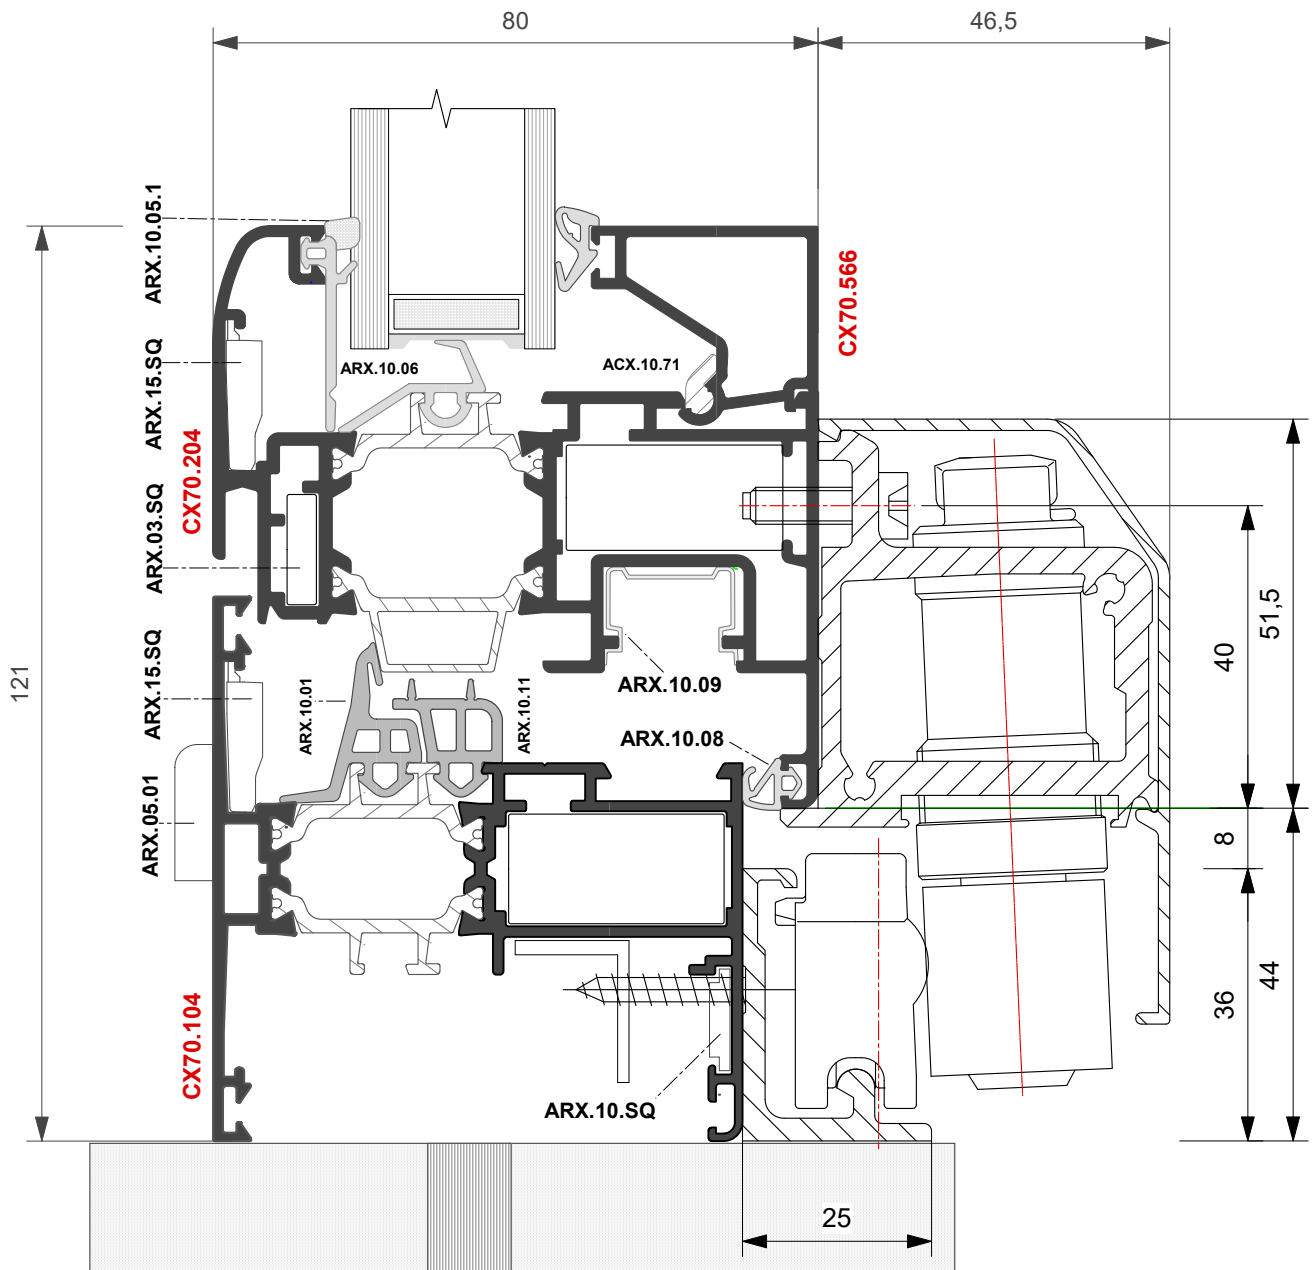 80
46,5
ARX.10.05.1
CX70.566
ARX.15.SQ
ARX.10.06
ACX.10.71
CX70.204
ARX.03.SQ
51,5
40
121
ARX.15.SQ
ARX.10.01
ARX.10.11
ARX.10.09
ARX.10.08
ARX.05.01
8
CX70.104
36
44
ARX.10.SQ
25